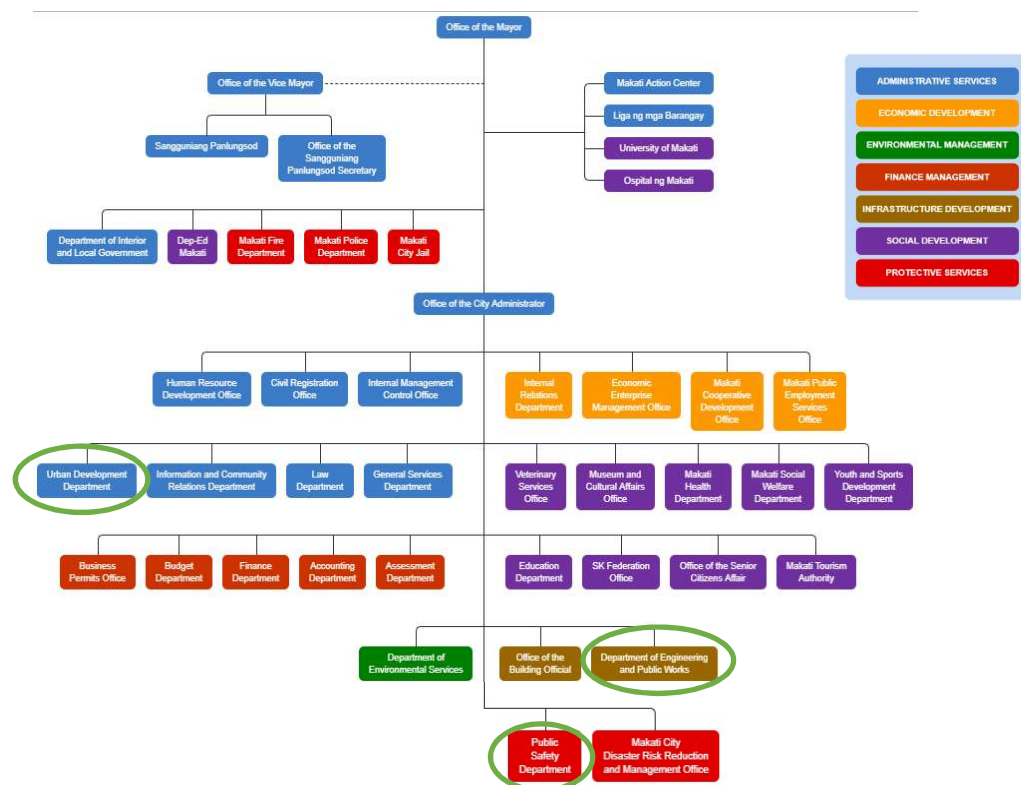 Office of the Mayor
Office of the Vice Mayor
Makati Action Center
ADMINISTRATIVE SERVICES
Liga ng mga Barangay
ECONOMIC DEVELOPMENT
Sangguniang Panlungsod
Office of the
Sangguniang
Panlungsod Secretary
University of Makati
ENVIRONMENTAL MANAGEMENT
Ospital ng Makati
FINANCE MANAGEMENT
INFRASTRUCTURE DEVELOPMENT
SOCIAL DEVELOPMENT
PROTECTIVE SERVICES
Department of Interior
and Local Government
Dep-Ed
Makati
Makati Fire
Department
Makati Police
Department
Makati
City Jail
Office of the City Administrator
Human Resource
Development Office
Civil Registration
Office
Internal Management
Control Office
Internal
Relations
Department
Economic
Enterprise
Management Office
Makati
Cooperative
Development
Office
Makati Public
Employment
Services
Office
Urban Development
Department
Information and Community
Relations Department
Law
Department
General Services
Department
Veterinary
Services
Office
Museum and
Cultural Affairs
Office
Makati
Health
Department
Makati Social
Welfare
Department
Youth and Sports
Development
Department
Business
Permits Office
Budget
Department
Finance
Department
Accounting
Department
Assessment
Department
Education
Department
SK Federation
Office
Office of the Senior
Citizens Affair
Makati Tourism
Authority
Department of
Environmental Services
Office of the
Building Official
Department of Engineering
and Public Works
Public
Safety
Department
Makati City
Disaster Risk Reduction
and Management Office